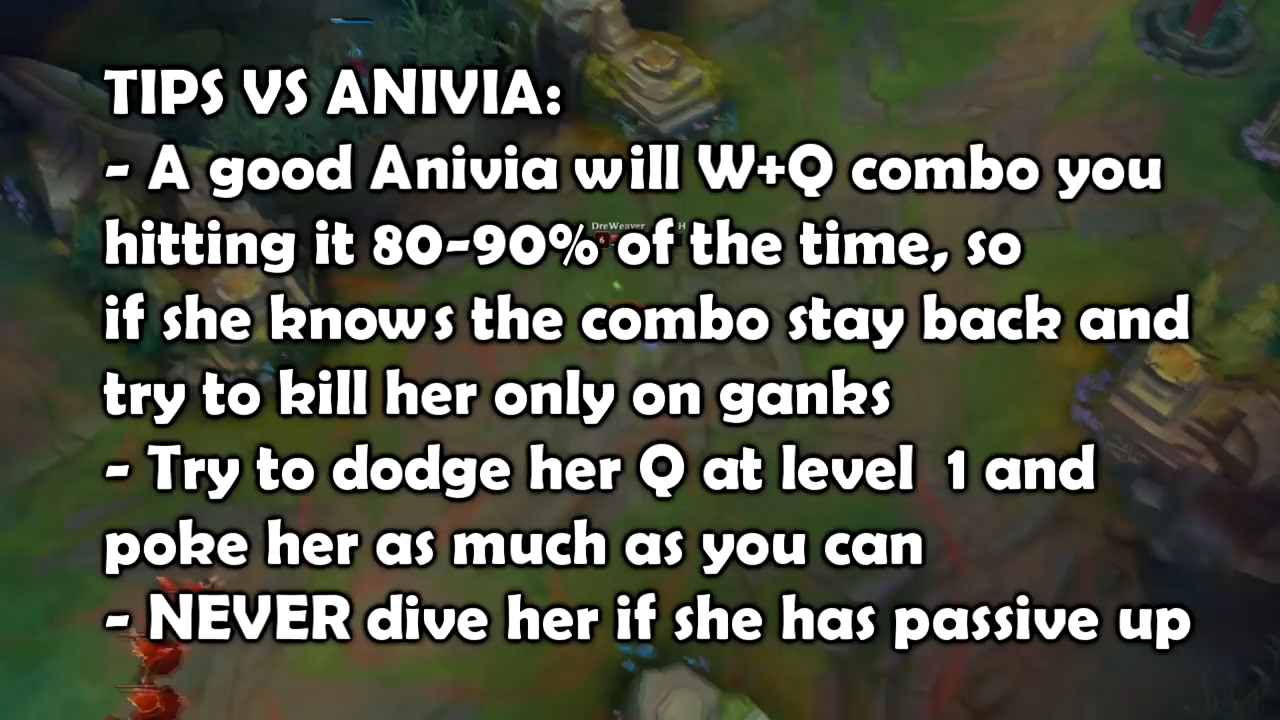 TIPS VS ANIVIA:
- A good Anivia will W+Q combo you
hitting it 80-90% of the time, so
if she knows the combo stay back and
try to kill her only on ganks
- Try to dodge her Q at level 1 and
poke her as much as you can
- NEVER dive her if she has passive up
DreWeaver
6
H